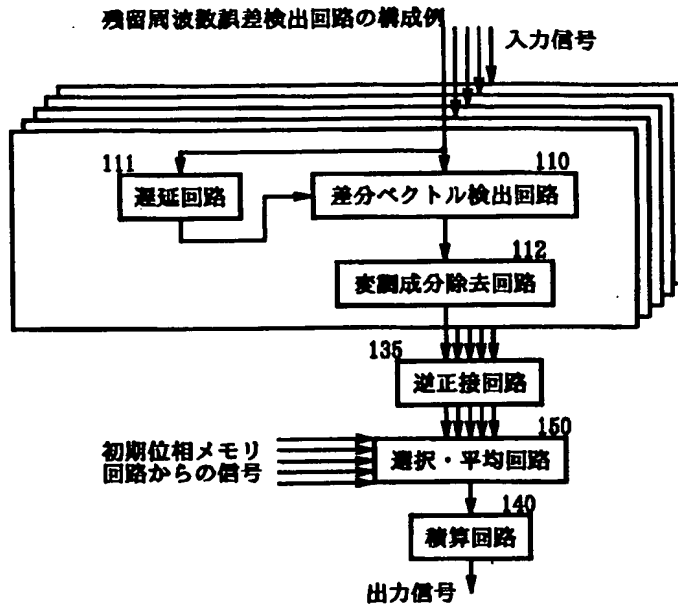 残留周波数誤差検出回路の構成例
入力信号
111
遅延回路
110
差分ベクトル検出回路
112
変調成分除去回路
135
逆正接回路
初期位相メモリ
回路からの信号
150
選択・平均回路
140
積算回路
出力信号